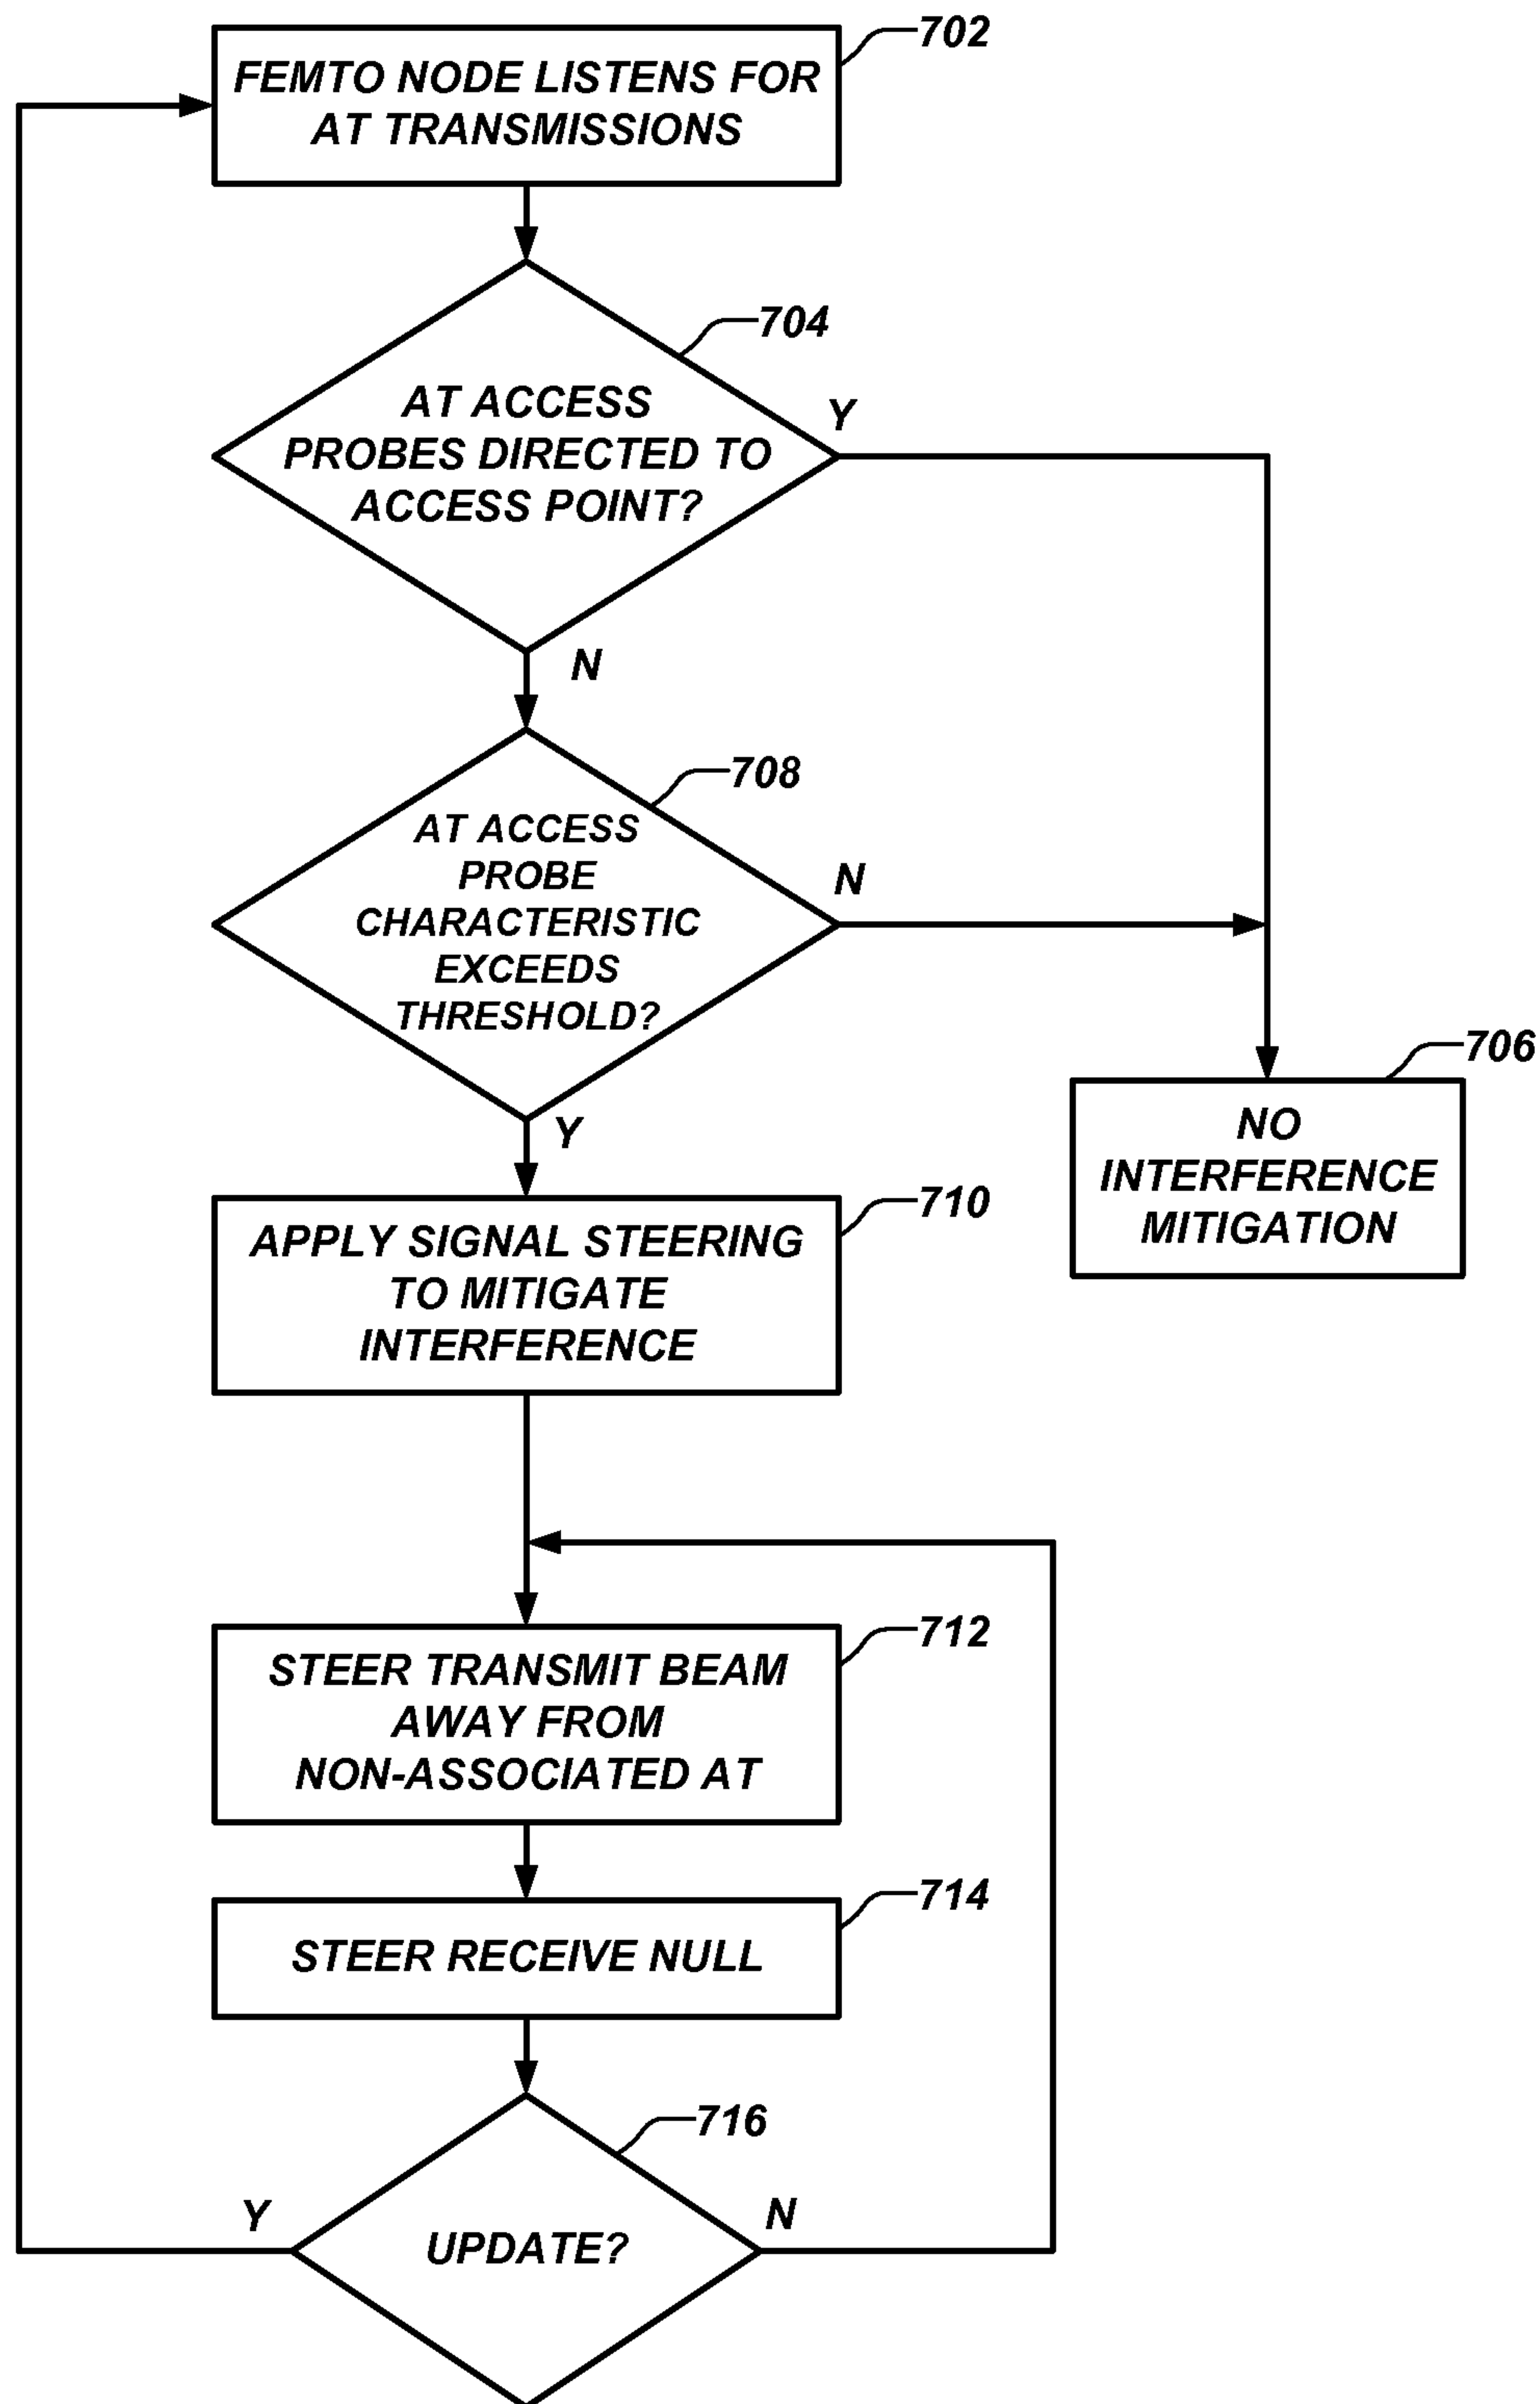 702
FEMTO NODE LISTENS FOR
AT TRANSMISSIONS
704
AT ACCESS
PROBES DIRECTED TO
ACCESS POINT?
Y
N
708
AT ACCESS
PROBE
CHARACTERISTIC
EXCEEDS
THRESHOLD?
N
Y
706
NO
INTERFERENCE
MITIGATION
710
APPLY SIGNAL STEERING
TO MITIGATE
INTERFERENCE
712
STEER TRANSMIT BEAM
AWAY FROM
NON-ASSOCIATED AT
714
STEER RECEIVE NULL
716
Y
UPDATE?
N